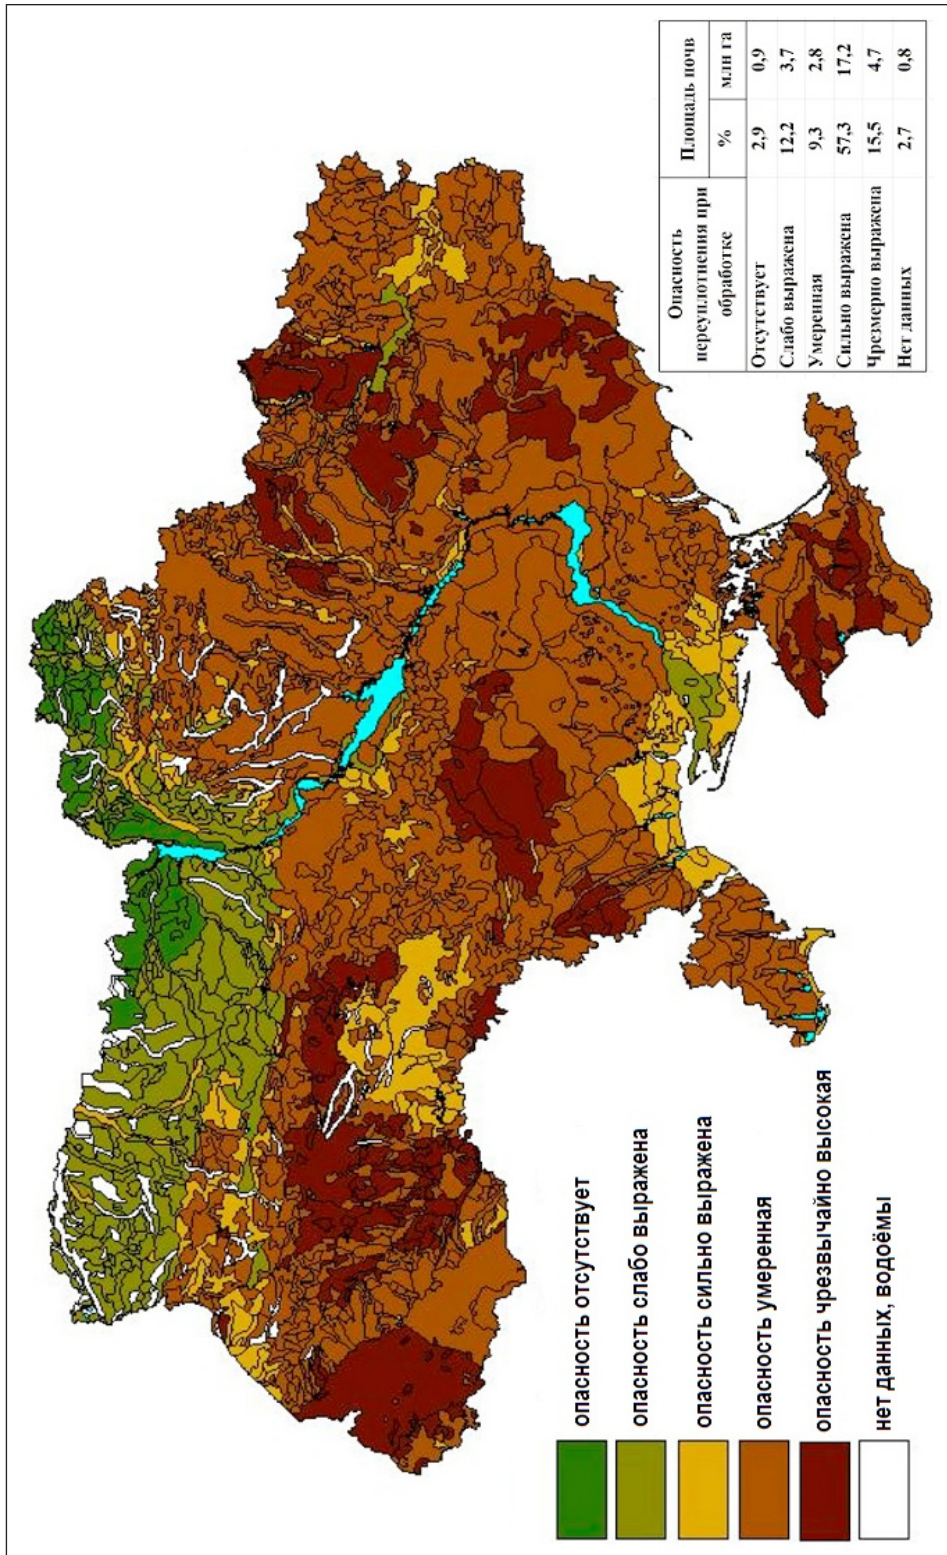 Опасность переуплотнения при обработке
Площадь почв
%
млн га
Отсутствует 2,9 0,9
Слабо выражена 12,2 3,7
Умеренная 9,3 2,8
Сильно выражена 57,3 17,2
Чрезмерно выражена 15,5 4,7
Нет данных 2,7 0,8
опасность отсутствует
опасность слабо выражена
опасность сильно выражена
опасность умеренная
опасность чрезвычайно высокая
нет данных, водоёмы